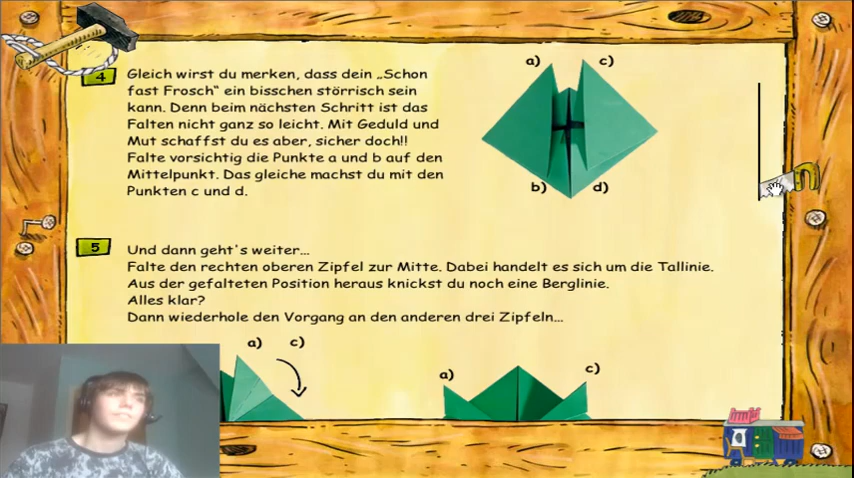 a) c)
4 Gleich wirst du merken, dass dein „Schon
fast Frosch“ ein bisschen störrisch sein
kann. Denn beim nächsten Schritt ist das
Falten nicht ganz so leicht. Mit Geduld und
Mut schaffst du es aber, sicher doch!!
Falte vorsichtig die Punkte a und b auf den
Mittelpunkt. Das gleiche machst du mit den
Punkten c und d.
b) d)
5 Und dann geht's weiter...
Falte den rechten oberen Zipfel zur Mitte. Dabei handelt es sich um die Tallinie.
Aus der gefalteten Position heraus knickst du noch eine Berglinie.
Alles klar?
Dann wiederhole den Vorgang an den anderen drei Zipfeln...
a) c)
a) c)